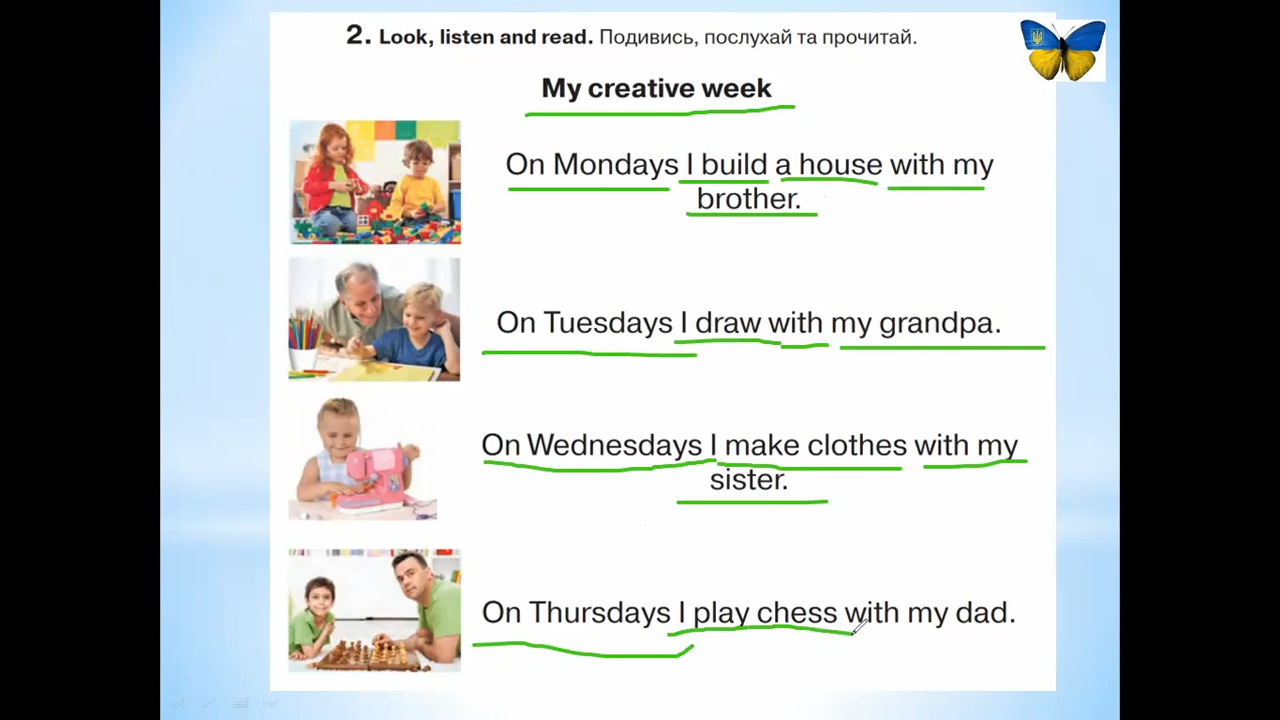 2. Look, listen and read. Подивись, послухай та прочитай.
My creative week
On Mondays I build a house with my
brother.
On Tuesdays I draw with my grandpa.
On Wednesdays I make clothes with my
sister.
On Thursdays I play chess with my dad.